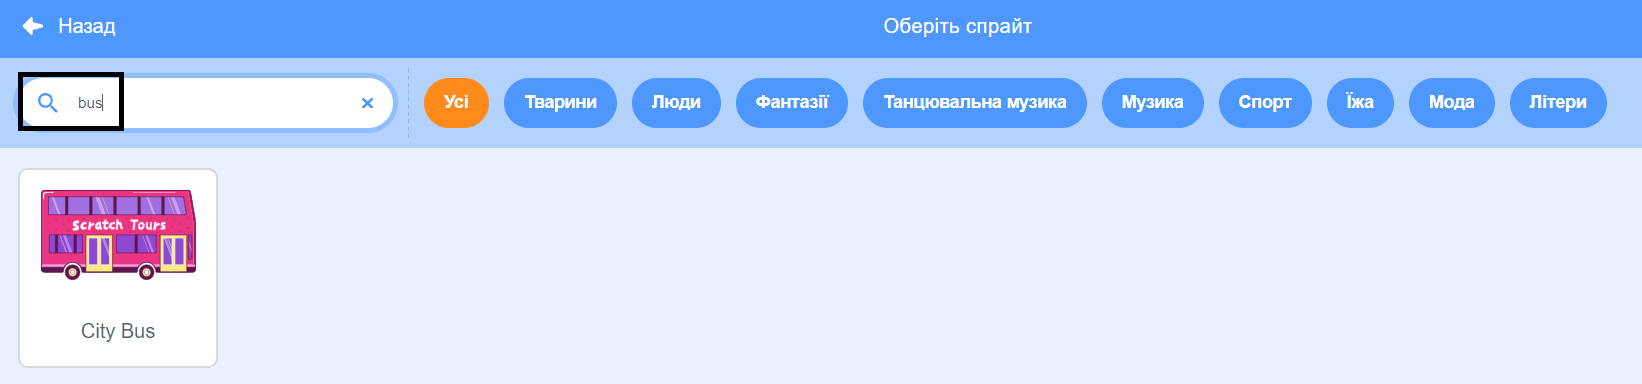 Назад
Оберіть спрайт
bus
Усі
Тварини
Люди
Фантазії
Танцювальна музика
Музика
Спорт
Їжа
Мода
Літери
Scratch Tours
City Bus